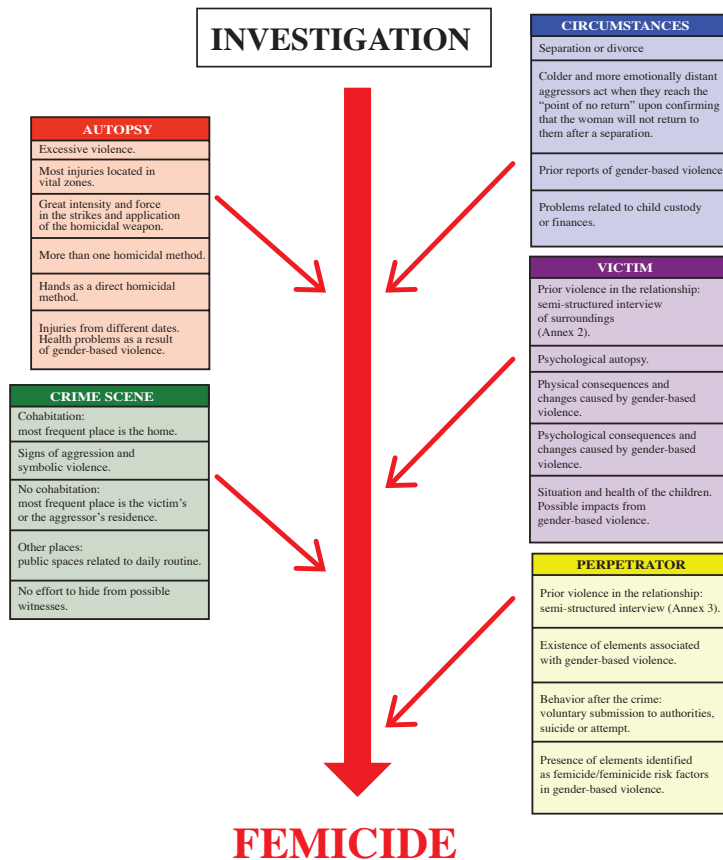 INVESTIGATION
AUTOPSY
Excessive violence.
Most injuries located in
vital zones.
Great intensity and force
in the strikes and application
of the homicidal weapon.
More than one homicidal method.
Hands as a direct homicidal
method.
Injuries from different dates.
Health problems as a result
of gender-based violence.
CRIME SCENE
Cohabitation:
most frequent place is the home.
Signs of aggression and
symbolic violence.
No cohabitation:
most frequent place is the victim's
or the aggressor's residence.
Other places:
public spaces related to daily routine.
No effort to hide from possible
witnesses.
CIRCUMSTANCES
Separation or divorce
Colder and more emotionally distant
aggressors act when they reach the
“point of no return” upon confirming
that the woman will not return to
them after a separation.
Prior reports of gender-based violence
Problems related to child custody
or finances.
VICTIM
Prior violence in the relationship:
semi-structured interview
of surroundings
(Annex 2).
Psychological autopsy.
Physical consequences and
changes caused by gender-based
violence.
Psychological consequences and
changes caused by gender-based
violence.
Situation and health of the children.
Possible impacts from
gender-based violence.
PERPETRATOR
Prior violence in the relationship:
semi-structured interview (Annex 3).
Existence of elements associated
with gender-based violence.
Behavior after the crime:
voluntary submission to authorities,
suicide or attempt.
Presence of elements identified
as femicide/feminicide risk factors
in gender-based violence.
FEMICIDE